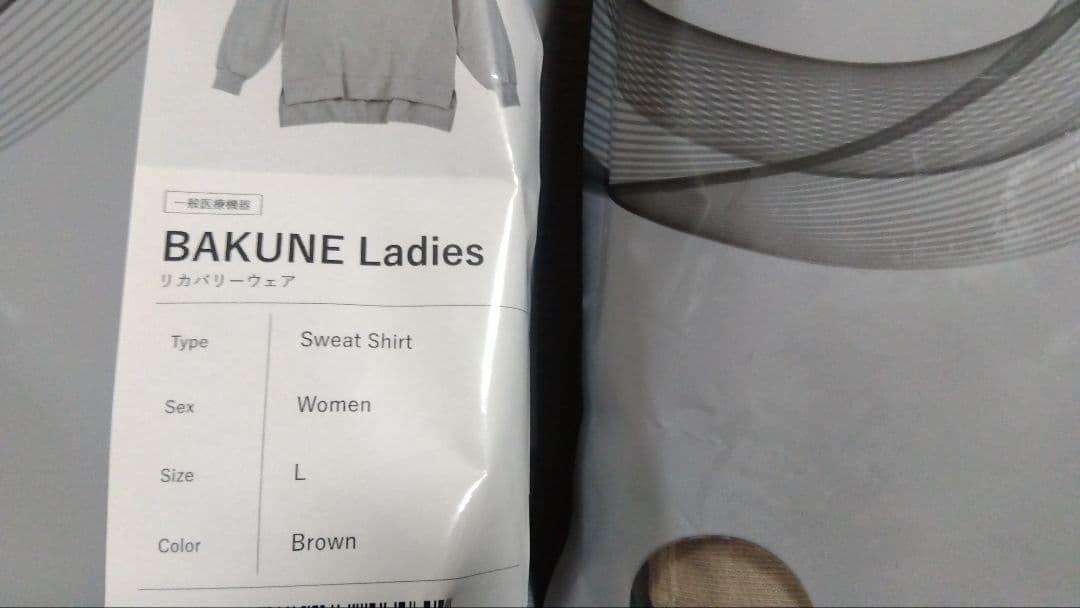 一般医療機器
BAKUNE Ladies
リカバリーウェア
Type Sweat Shirt
Sex Women
Size L
Color Brown